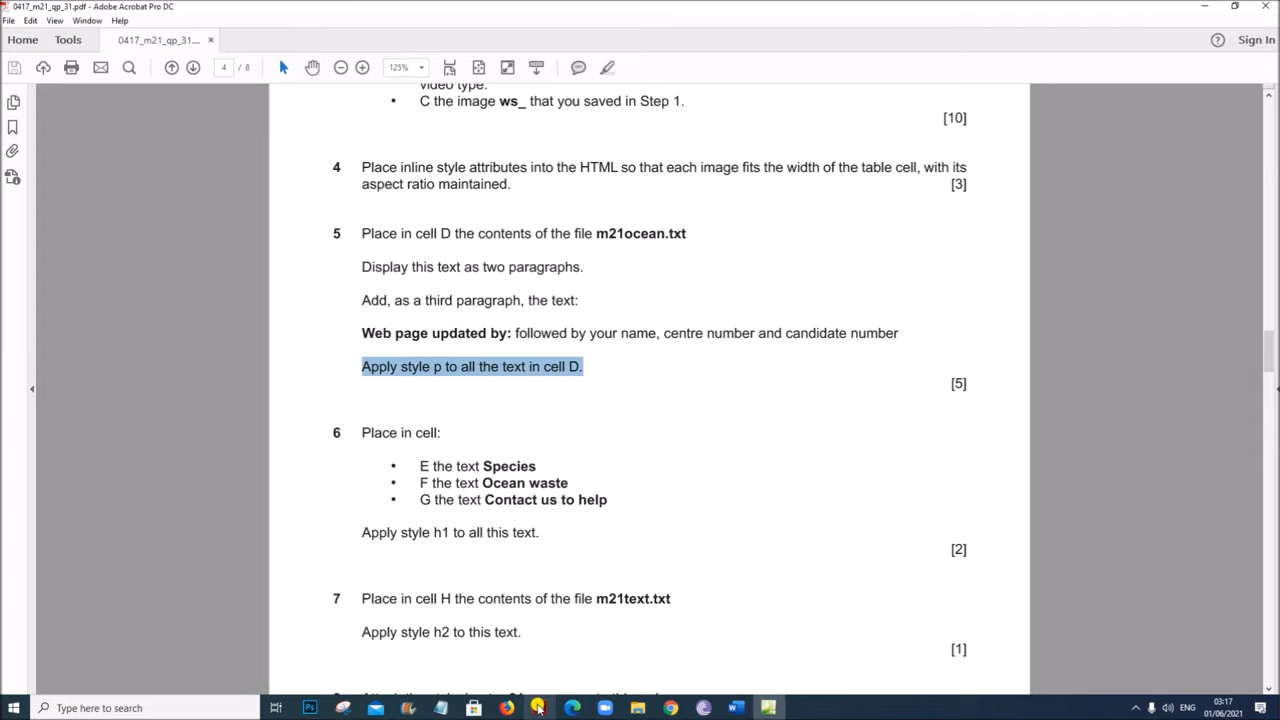 0417_m21_qp_31.pdf - Adobe Acrobat Pro DC
File Edit View Window Help
Home Tools 0417_m21_qp_31.... × Sign In
4 / 8 125%
video type.
• C the image ws_ that you saved in Step 1.
[10]
4 Place inline style attributes into the HTML so that each image fits the width of the table cell, with its
aspect ratio maintained. [3]
5 Place in cell D the contents of the file m21ocean.txt
Display this text as two paragraphs.
Add, as a third paragraph, the text:
Web page updated by: followed by your name, centre number and candidate number
Apply style p to all the text in cell D.
[5]
6 Place in cell:
• E the text Species
• F the text Ocean waste
• G the text Contact us to help
Apply style h1 to all this text.
[2]
7 Place in cell H the contents of the file m21text.txt
Apply style h2 to this text.
[1]
Type here to search
ENG
03:17
01/06/2021